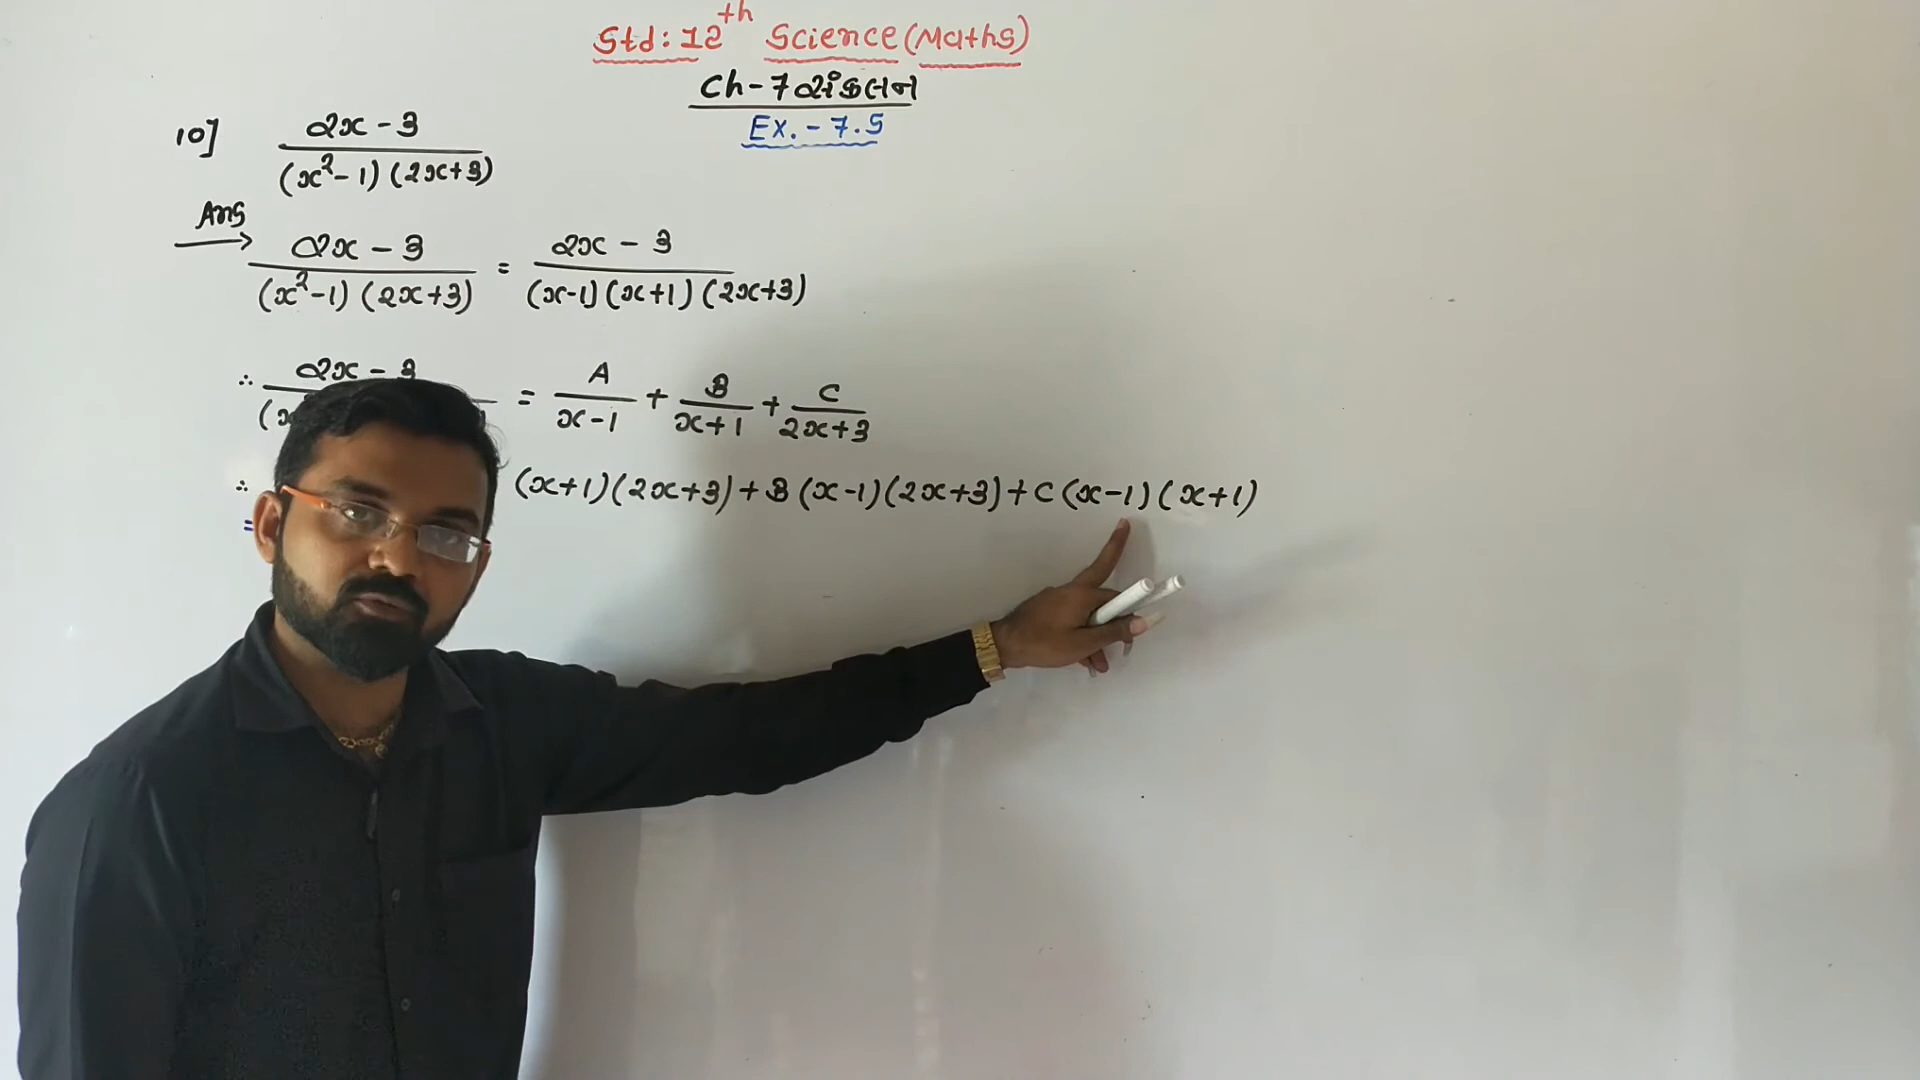 Std: 12th Science (Maths)
Ch - 7 સંકલન
Ex. - 7.5
10] 2x - 3 / (x² - 1) (2x+3)
Ans → 2x - 3 / (x² - 1) (2x+3) = 2x - 3 / (x-1) (x+1) (2x+3)
∴ 2x - 3 / (x = A / x - 1 + B / x + 1 + C / 2x+3
∴ (x+1) (2x+3) + B (x-1) (2x+3) + C (x-1) (x+1)
=